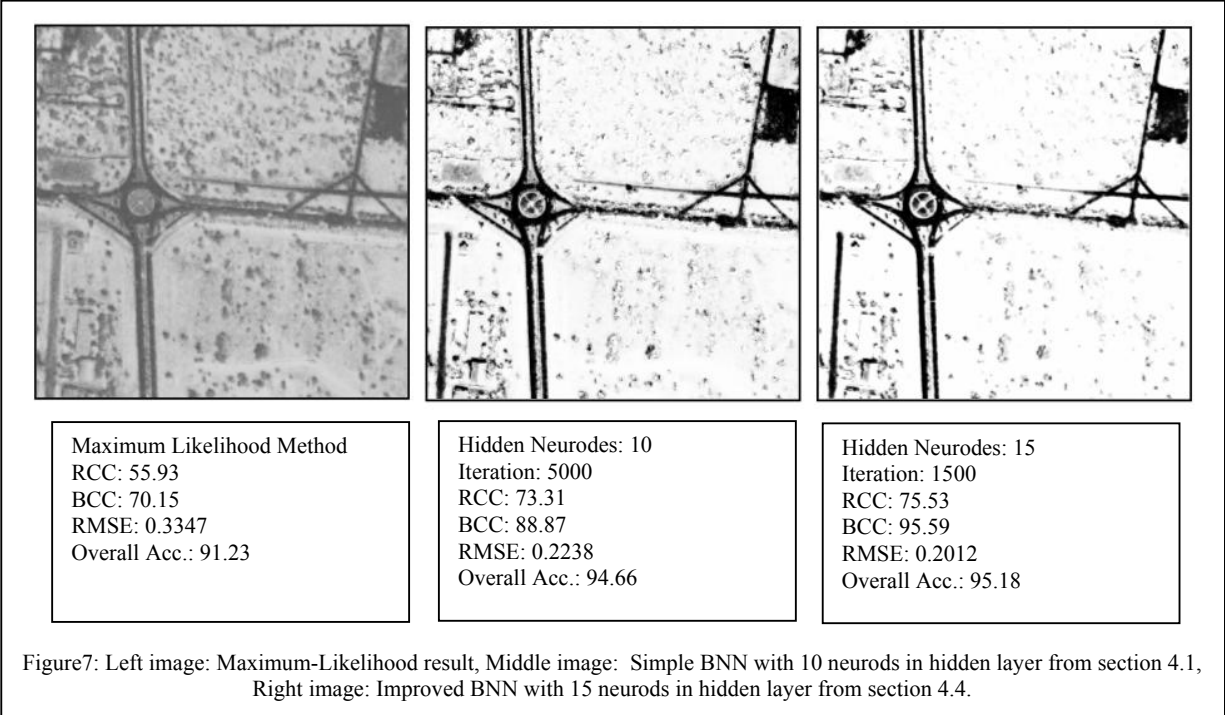 Maximum Likelihood Method
RCC: 55.93
BCC: 70.15
RMSE: 0.3347
Overall Acc.: 91.23
Hidden Neurodes: 10
Iteration: 5000
RCC: 73.31
BCC: 88.87
RMSE: 0.2238
Overall Acc.: 94.66
Hidden Neurodes: 15
Iteration: 1500
RCC: 75.53
BCC: 95.59
RMSE: 0.2012
Overall Acc.: 95.18
Figure7: Left image: Maximum-Likelihood result, Middle image: Simple BNN with 10 neurods in hidden layer from section 4.1,
Right image: Improved BNN with 15 neurods in hidden layer from section 4.4.